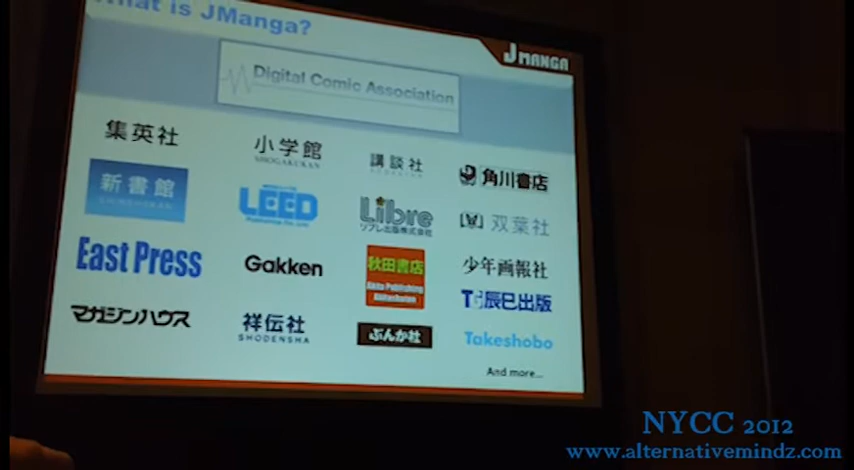 What is JManga?
J MANGA
Digital Comic Association
集英社
小学館
SHOGAKUKAN
講談社
角川書店
新書館
LEED
Libre
リブレ出版株式会社
双葉社
East Press
Gakken
秋田書店
Akita Publishing
Akitashoten
少年画報社
辰巳出版
マガジンハウス
祥伝社
SHODENSHA
ぶんか社
Takeshobo
And more...
NYCC 2012
www.alternativemindz.com